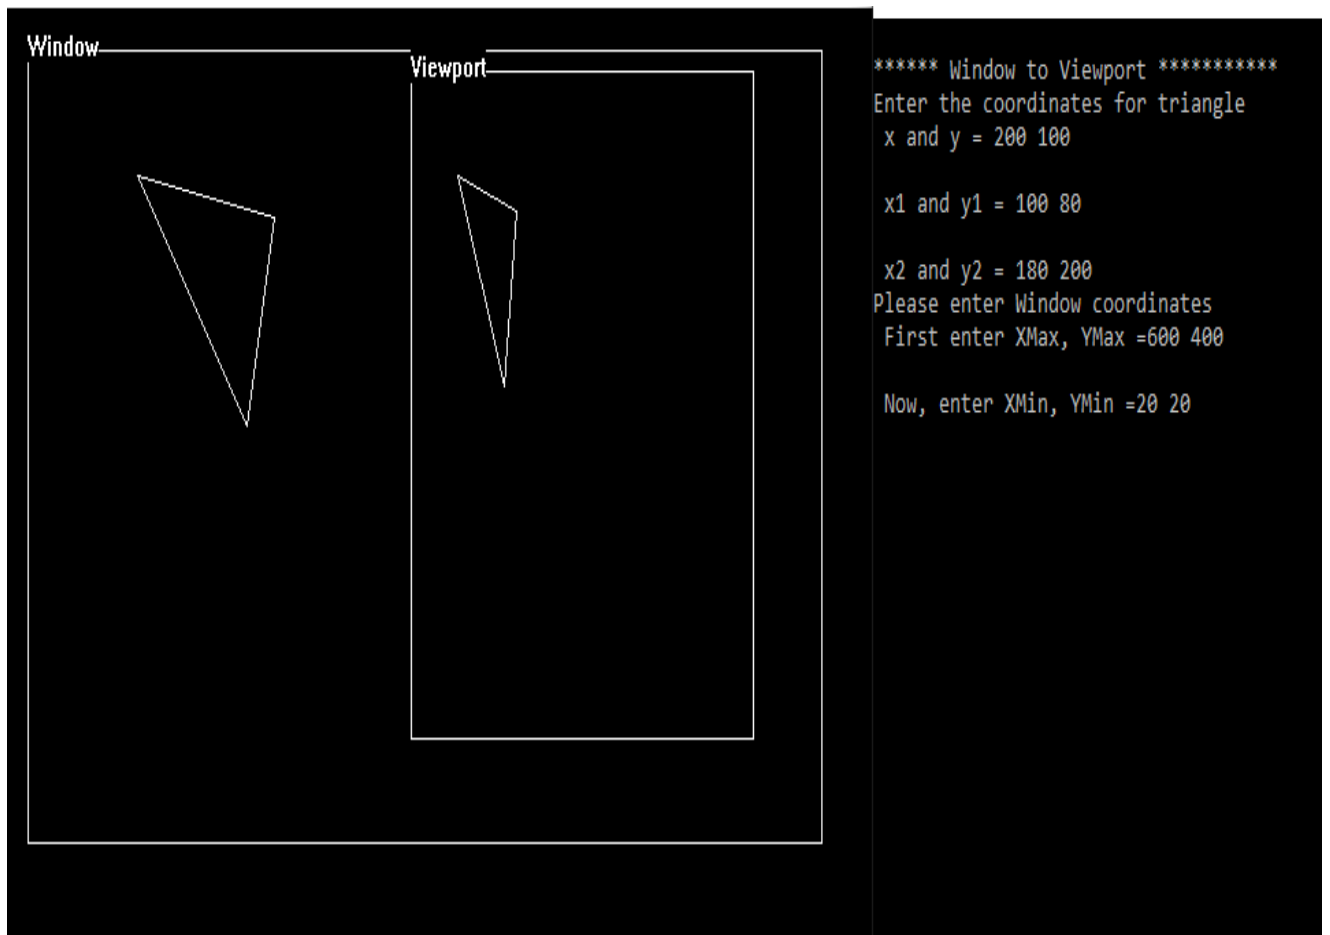 Window
Viewport
****** Window to Viewport ***********
Enter the coordinates for triangle
x and y = 200 100
x1 and y1 = 100 80
x2 and y2 = 180 200
Please enter Window coordinates
First enter XMax, YMax =600 400
Now, enter XMin, YMin =20 20